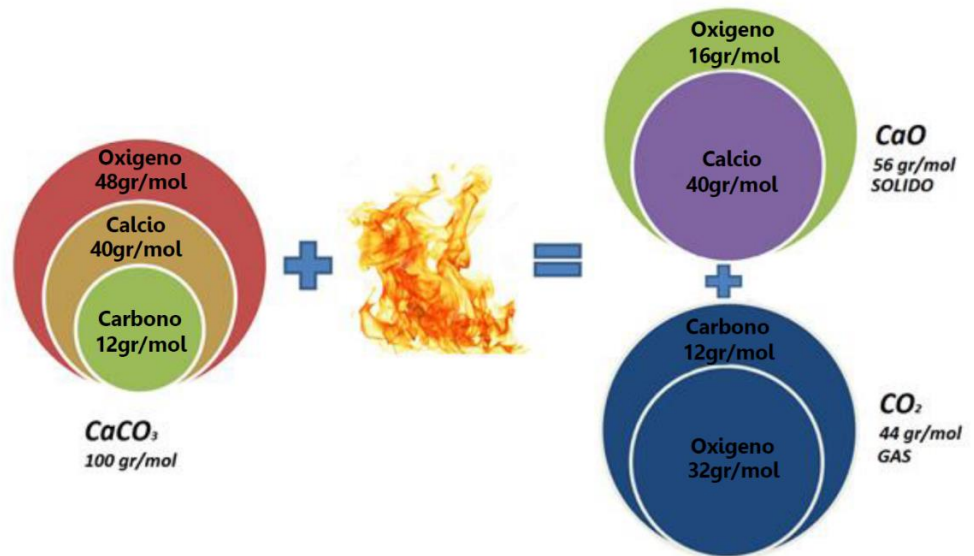 Oxigeno
48gr/mol
Calcio
40gr/mol
Carbono
12gr/mol
CaCO₃
100 gr/mol
Oxigeno
16gr/mol
Calcio
40gr/mol
CaO
56 gr/mol
SOLIDO
Carbono
12gr/mol
Oxigeno
32gr/mol
CO₂
44 gr/mol
GAS